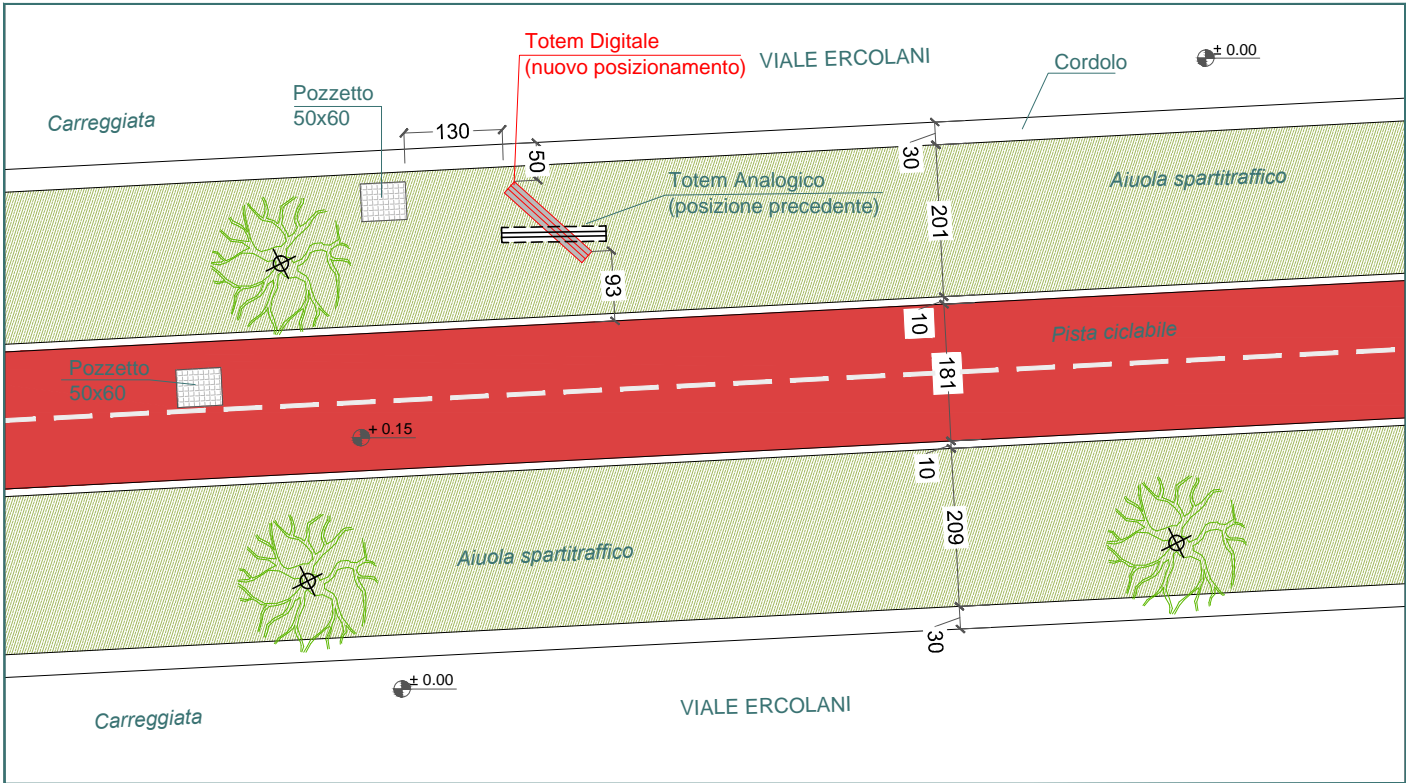 Totem Digitale
(nuovo posizionamento)
VIALE ERCOLANI
± 0.00
Cordolo
Pozzetto
50x60
Carreggiata
130
50
30
Totem Analogico
(posizione precedente)
Aiuola spartitraffico
201
93
10
Pista ciclabile
Pozzetto
50x60
181
+ 0.15
10
209
Aiuola spartitraffico
30
± 0.00
VIALE ERCOLANI
Carreggiata